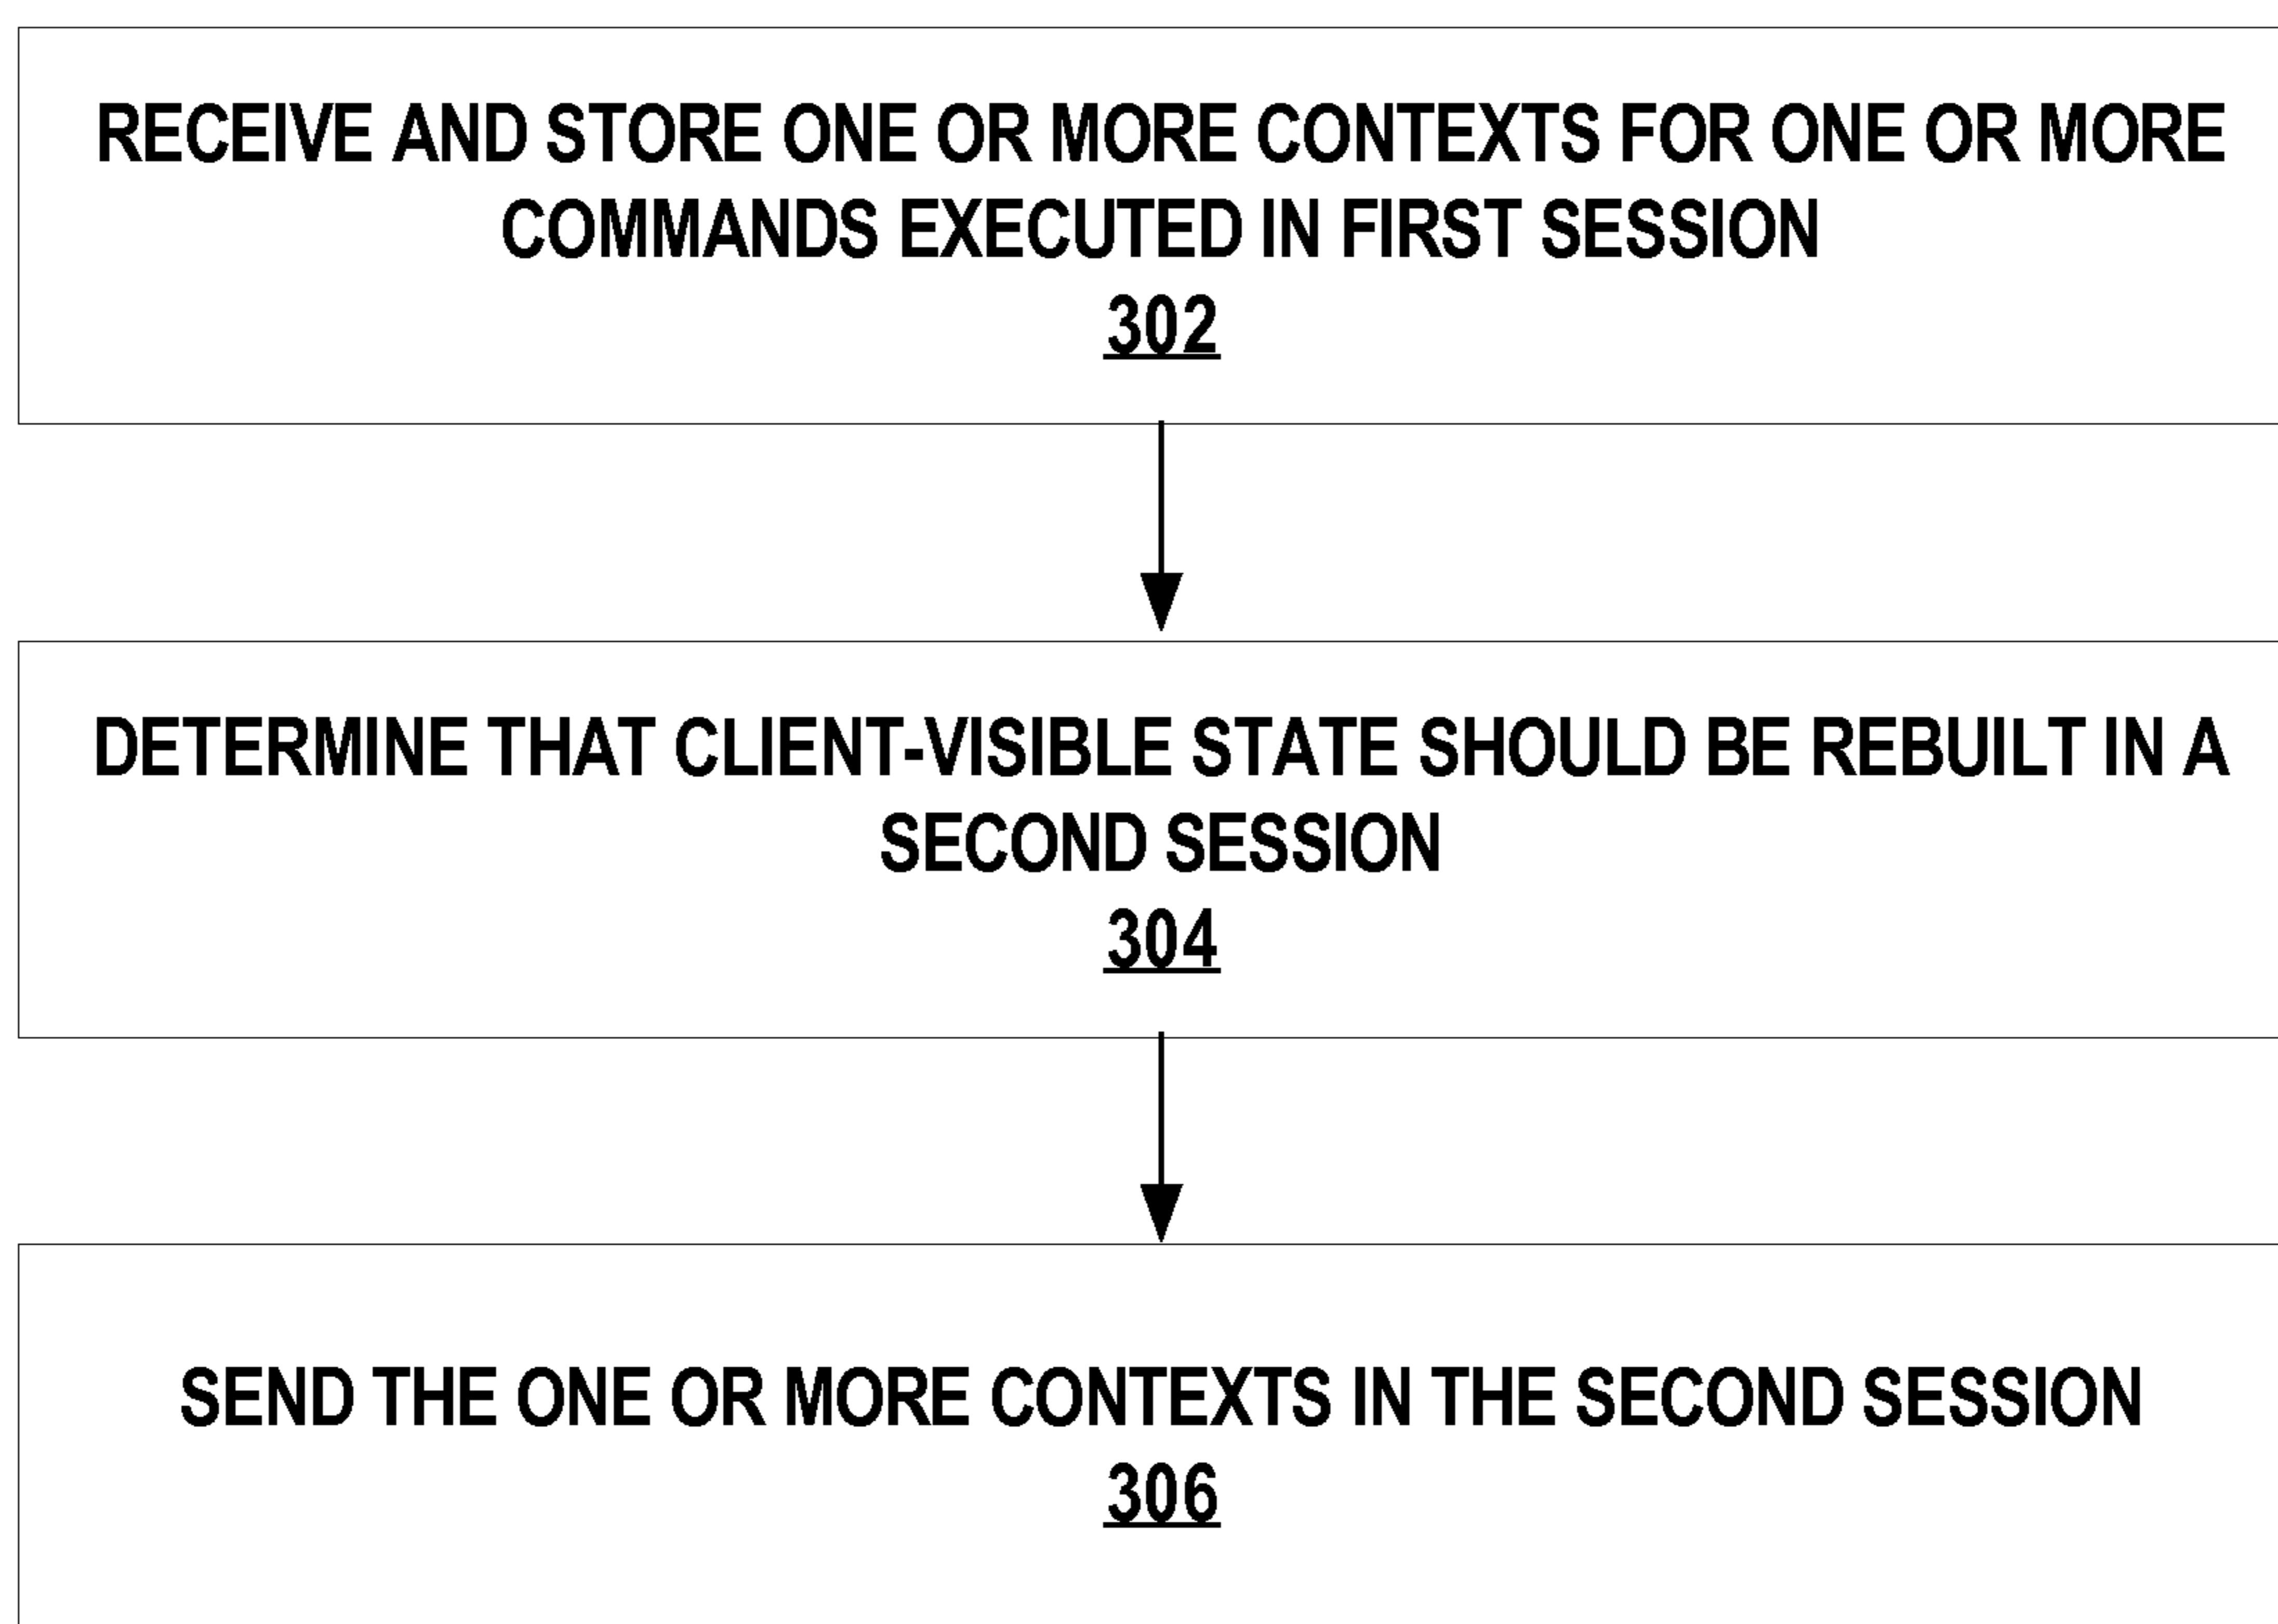 RECEIVE AND STORE ONE OR MORE CONTEXTS FOR ONE OR MORE
COMMANDS EXECUTED IN FIRST SESSION
302
DETERMINE THAT CLIENT-VISIBLE STATE SHOULD BE REBUILT IN A
SECOND SESSION
304
SEND THE ONE OR MORE CONTEXTS IN THE SECOND SESSION
306